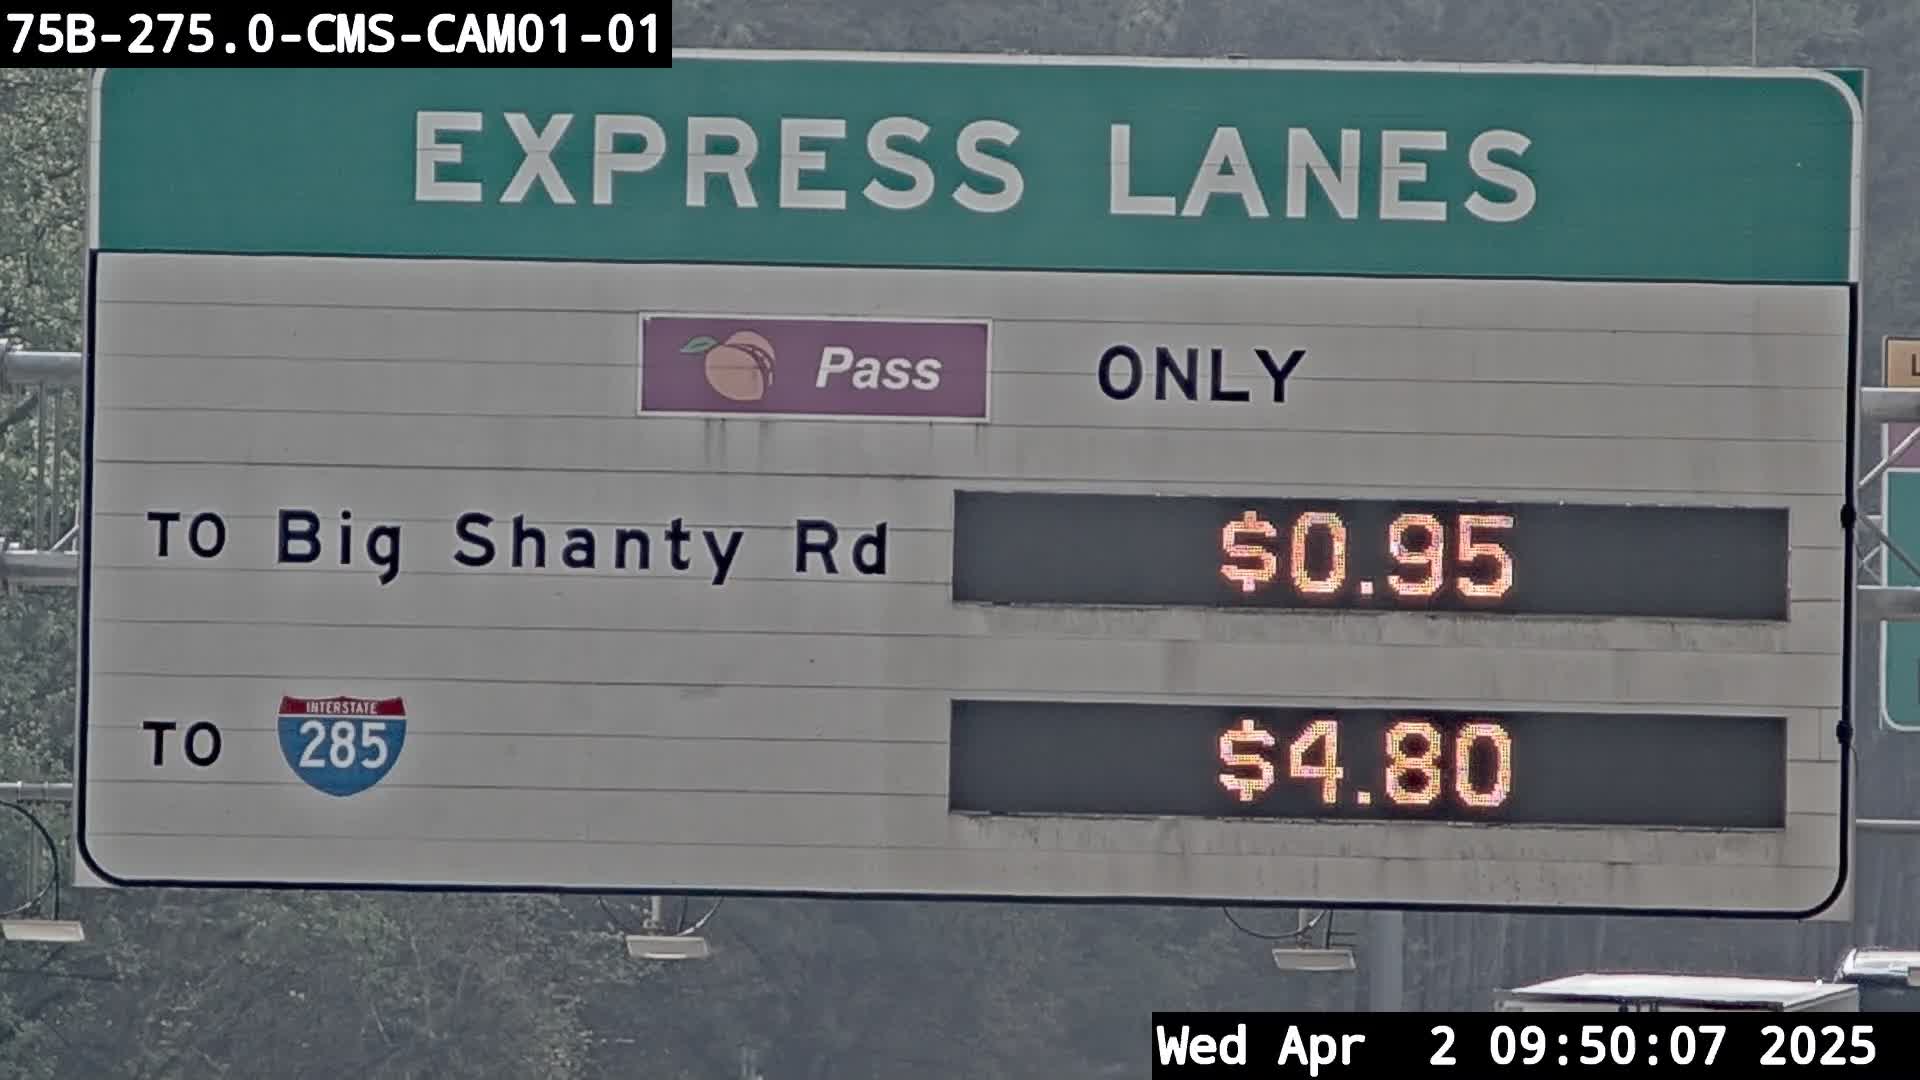 75B-275.0-CMS-CAM01-01
EXPRESS LANES
Pass ONLY
TO Big Shanty Rd $0.95
INTERSTATE
TO 285 $4.80
Wed Apr 2 09:50:07 2025